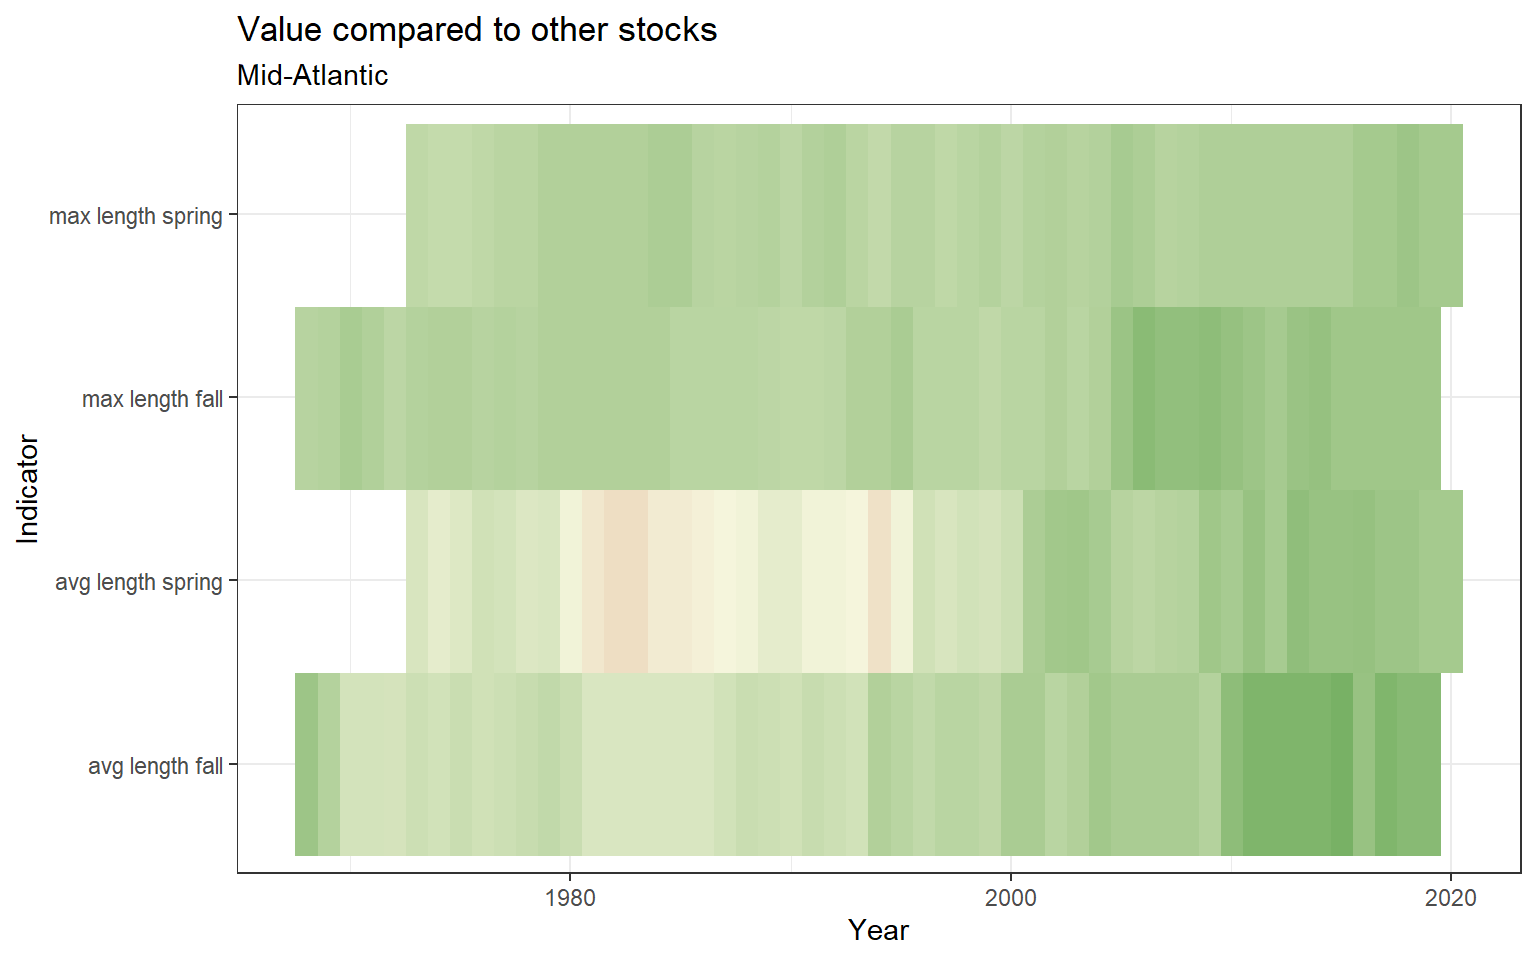 Value compared to other stocks
Mid-Atlantic
max length spring
max length fall
avg length spring
avg length fall
Indicator
1980
2000
2020
Year